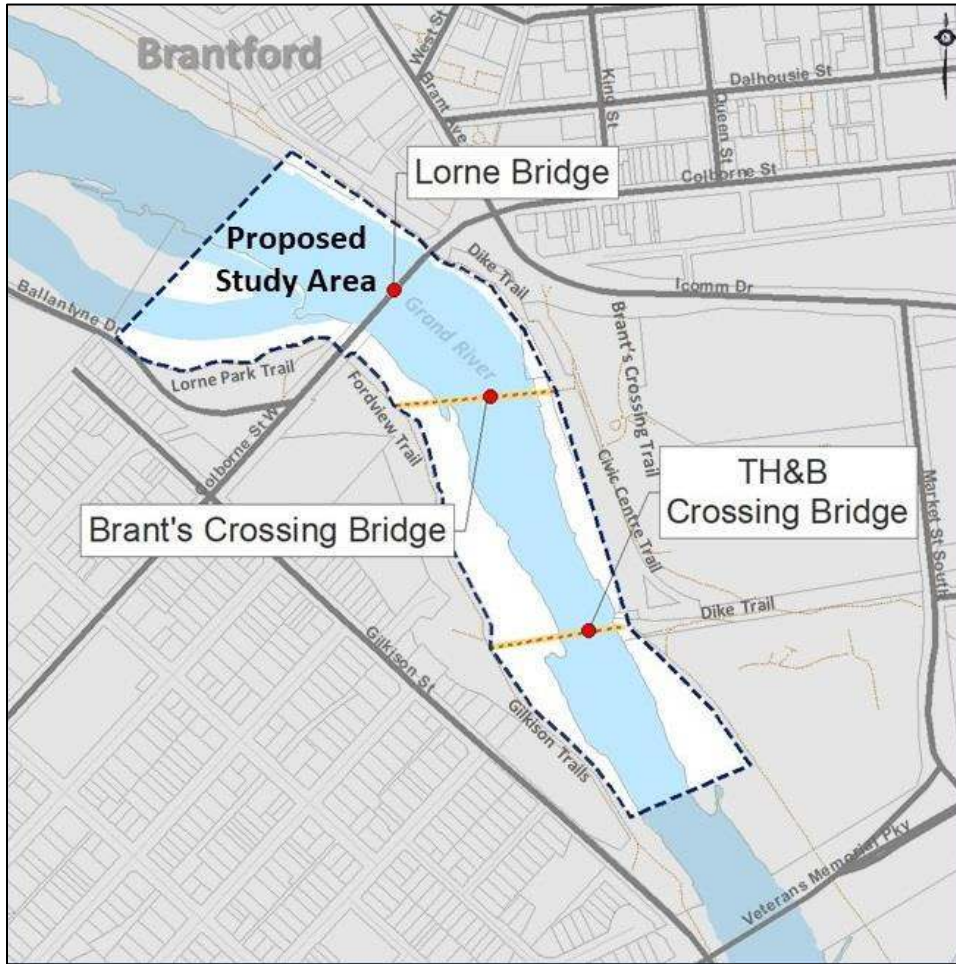 Brantford
West St
Brant Ave
King St
Queen St
Dalhousie St
Colborne St
Lorne Bridge
Proposed
Study Area
Dike Trail
Icomm Dr
Ballantyne Dr
Grand River
Brant's Crossing Trail
Lorne Park Trail
Fordview Trail
Colborne St W
Civic Centre Trail
TH&B
Crossing Bridge
Market St South
Brant's Crossing Bridge
Dike Trail
Gilkison St
Gilkison Trails
Veterans Memorial Pky